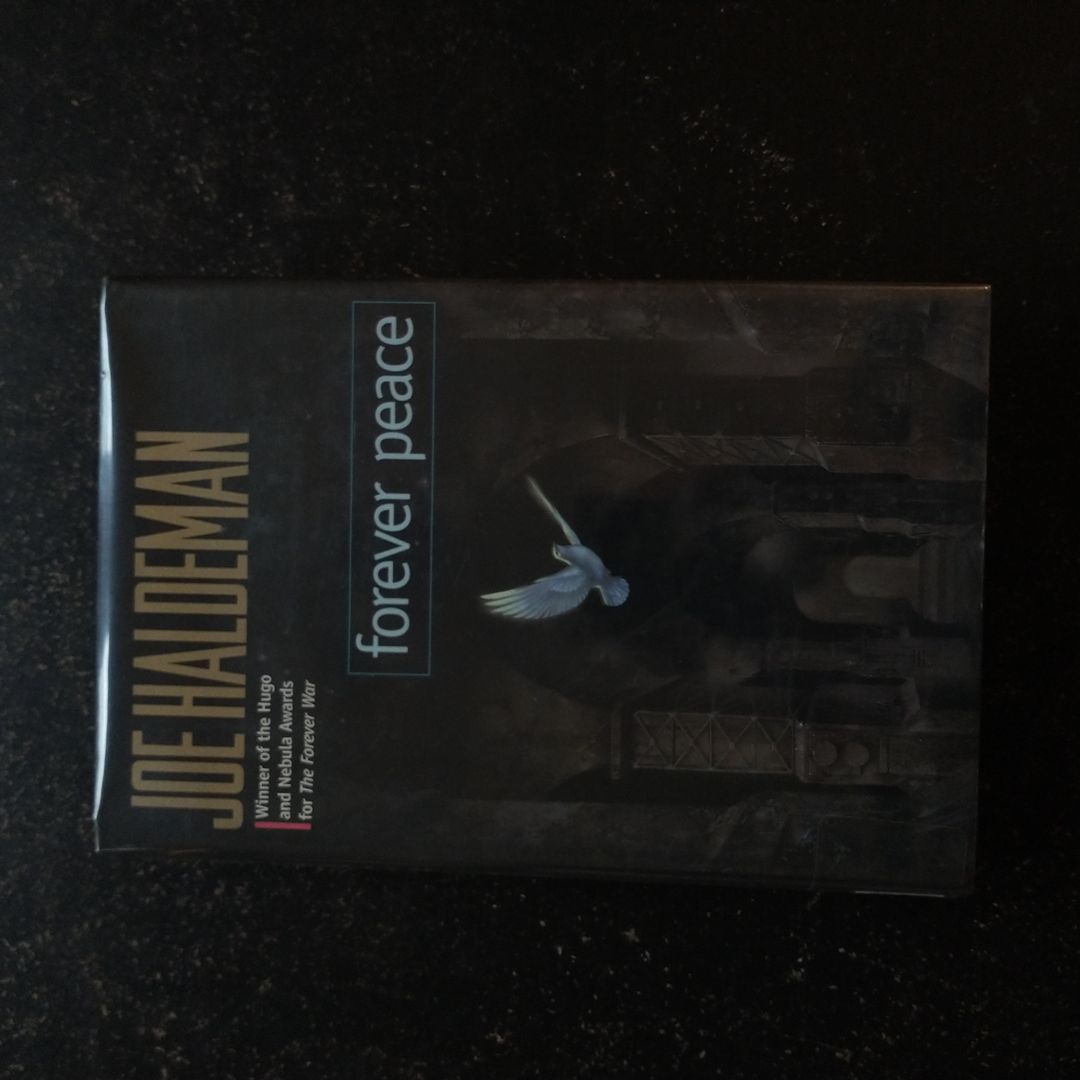 JOE HALDEMAN
Winner of the Hugo
and Nebula Awards
for The Forever War
forever peace